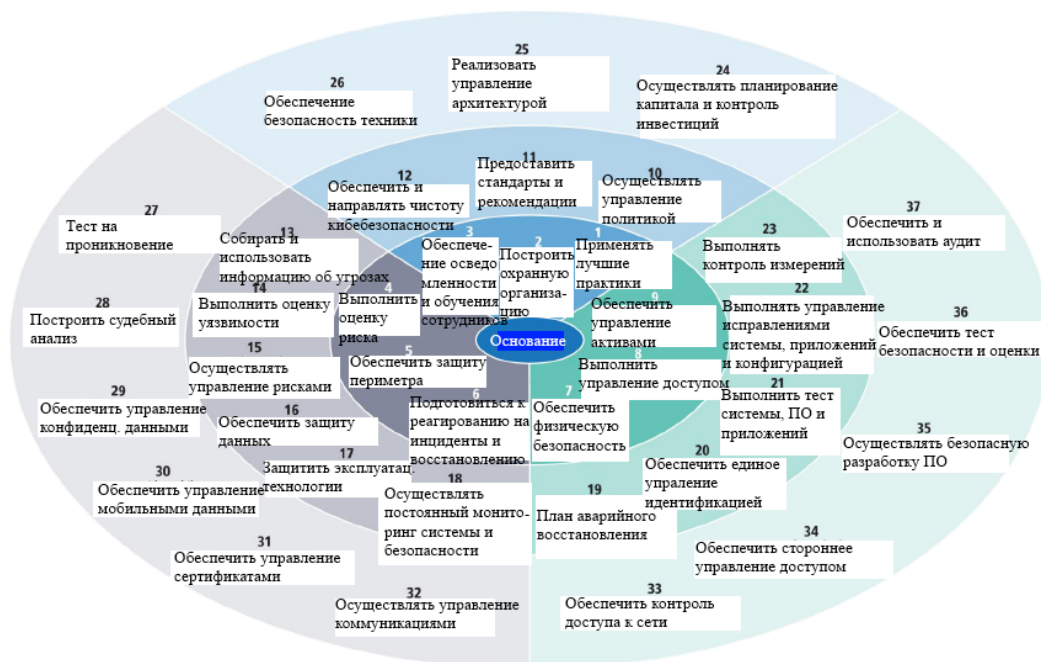 25
Реализовать
управление
архитектурой
26
Обеспечение
безопасность техники
24
Осуществлять планирование
капитала и контроль
инвестиций
11
Предоставить
стандарты и
рекомендации
12
Обеспечить и
направлять чистоту
кибебезопасности
10
Осуществлять
управление
политикой
27
Тест на
проникновение
13
Собирать и
использовать
информацию об угрозах
3
Обеспече-
ние осведо
мленности
и обучения
сотрудников
2
Построить
охранную
организа-
цию
1
Применять
лучшие
практики
23
Выполнять
контроль измерений
37
Обеспечить и
использовать аудит
28
Построить судебный
анализ
14
Выполнить оценку
уязвимости
4
Выполнить
оценку
риска
Основание
9
Обеспечить
управление
активами
22
Выполнять управление
исправлениями
системы, приложений
и конфигурацией
36
Обеспечить тест
безопасности и оценки
15
Осуществлять
управление рисками
5
Обеспечить защиту
периметра
8
Выполнить
управление доступом
21
Выполнить тест
системы, ПО и
приложений
29
Обеспечить управление
конфиденц. данными
16
Обеспечить защиту
данных
6
Подготовиться к
реагированию на
инциденты и
восстановлению
7
Обеспечить
физическую
безопасность
35
Осуществлять безопасную
разработку ПО
30
Обеспечить управление
мобильными данными
17
Защитить эксплуатац.
технологии
18
Осуществлять
постоянный монито-
ринг системы и
безопасности
19
План аварийного
восстановления
20
Обеспечить единое
упраление
идентификацией
34
Обеспечить стороннее
управление доступом
31
Обеспечить управление
сертификатами
32
Осуществлять управление
коммуникациями
33
Обеспечить контроль
доступа к сети